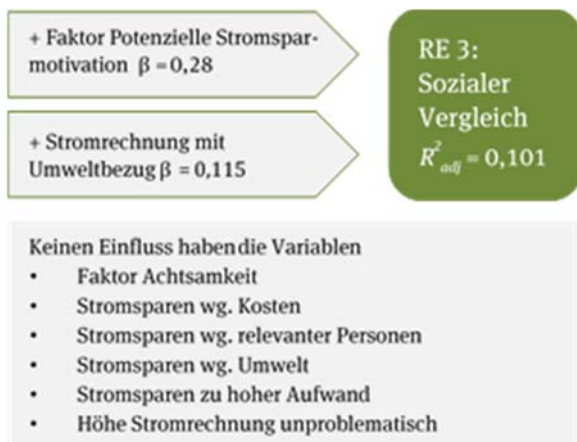 + Faktor Potenzielle Stromspar-
motivation β = 0,28
+ Stromrechnung mit
Umweltbezug β = 0,115
RE 3:
Sozialer
Vergleich
R²adj = 0,101
Keinen Einfluss haben die Variablen
• Faktor Achtsamkeit
• Stromsparen wg. Kosten
• Stromsparen wg. relevanter Personen
• Stromsparen wg. Umwelt
• Stromsparen zu hoher Aufwand
• Höhe Stromrechnung unproblematisch